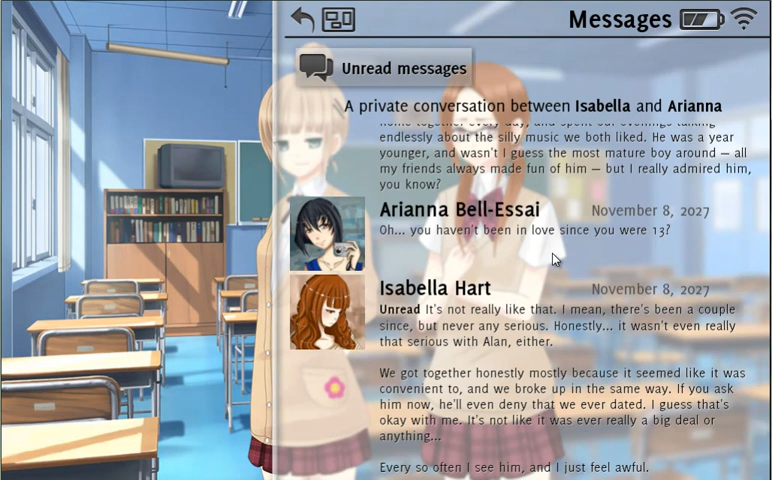 Messages
Unread messages
A private conversation between Isabella and Arianna
home together every day, and spent our evenings talking
endlessly about the silly music we both liked. He was a year
younger, and wasn't I guess the most mature boy around — all
my friends always made fun of him — but I really admired him,
you know?
Arianna Bell-Essai November 8, 2027
Oh... you haven't been in love since you were 13?
Isabella Hart November 8, 2027
Unread It's not really like that. I mean, there's been a couple
since, but never any serious. Honestly... it wasn't even really
that serious with Alan, either.
We got together honestly mostly because it seemed like it was
convenient to, and we broke up in the same way. If you ask
him now, he'll even deny that we ever dated. I guess that's
okay with me. It's not like it was ever really a big deal or
anything...
Every so often I see him, and I just feel awful.